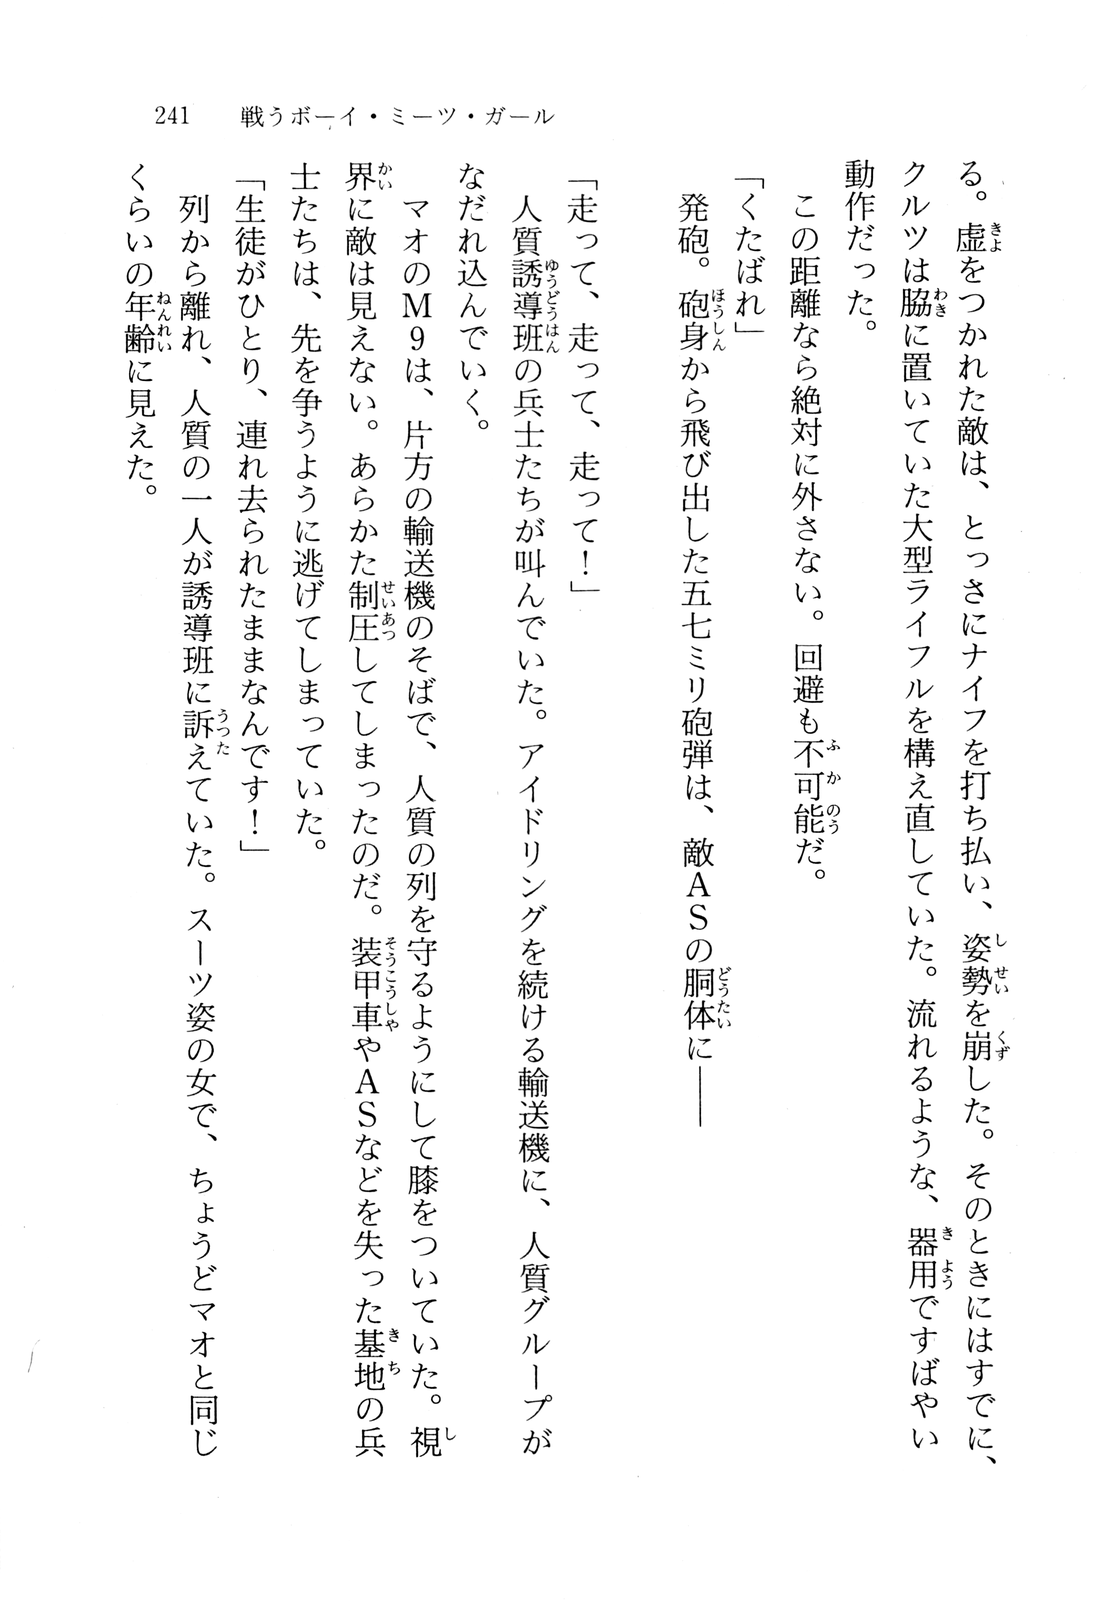 241　戦うボーイ・ミーツ・ガール
る。虚をつかれた敵は、とっさにナイフを打ち払い、姿勢を崩した。そのときにはすでに、
クルツは脇に置いていた大型ライフルを構え直していた。流れるような、器用ですばやい
動作だった。
　この距離なら絶対に外さない。回避も不可能だ。
「くたばれ」
　発砲。砲身から飛び出した五七ミリ砲弾は、敵ＡＳの胴体に――
「走って、走って、走って！」
　人質誘導班の兵士たちが叫んでいた。アイドリングを続ける輸送機に、人質グループが
なだれ込んでいく。
　マオのＭ９は、片方の輸送機のそばで、人質の列を守るようにして膝をついていた。視
界に敵は見えない。あらかた制圧してしまったのだ。装甲車やＡＳなどを失った基地の兵
士たちは、先を争うように逃げてしまっていた。
「生徒がひとり、連れ去られたままなんです！」
　列から離れ、人質の一人が誘導班に訴えていた。スーツ姿の女で、ちょうどマオと同じ
くらいの年齢に見えた。